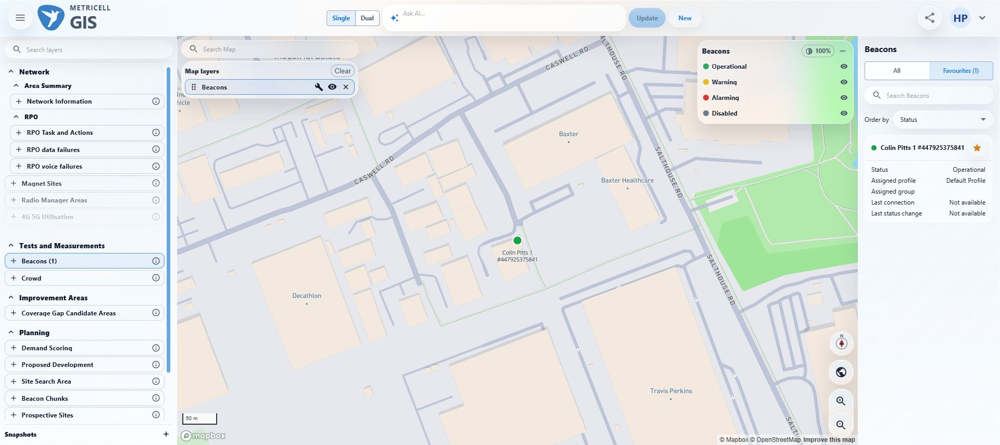 METRICELL
GIS
Single
Dual
Ask AI...
Update
New
HP
Search layers
Network
Area Summary
Network Information
RPO
RPO Task and Actions
RPO data failures
RPO voice failures
Magnet Sites
Radio Manager Areas
4G 5G Utilisation
Tests and Measurements
Beacons (1)
Crowd
Improvement Areas
Coverage Gap Candidate Areas
Planning
Demand Scoring
Proposed Development
Site Search Area
Beacon Chunks
Prospective Sites
Snapshots
Search Map
Industrial Estate
Map layers
Clear
Beacons
hicle
CASWELL RD
SALTHOUSE RD
Baxter
CASWELL RD
SALTHOUSE RD
Baxter Healthcare
Colin Pitts 1
#447925375841
Decathlon
SALTHOUSE RD
Travis Perkins
50 m
mapbox
N
© Mapbox © OpenStreetMap Improve this map
Beacons
100%
Operational
Warning
Alarming
Disabled
Beacons
All
Favourites (1)
Search Beacons
Order by
Status
Colin Pitts 1 #447925375841
Status Operational
Assigned profile Default Profile
Assigned group
Last connection Not available
Last status change Not available